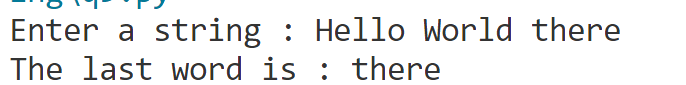 Enter a string : Hello World there
The last word is : there